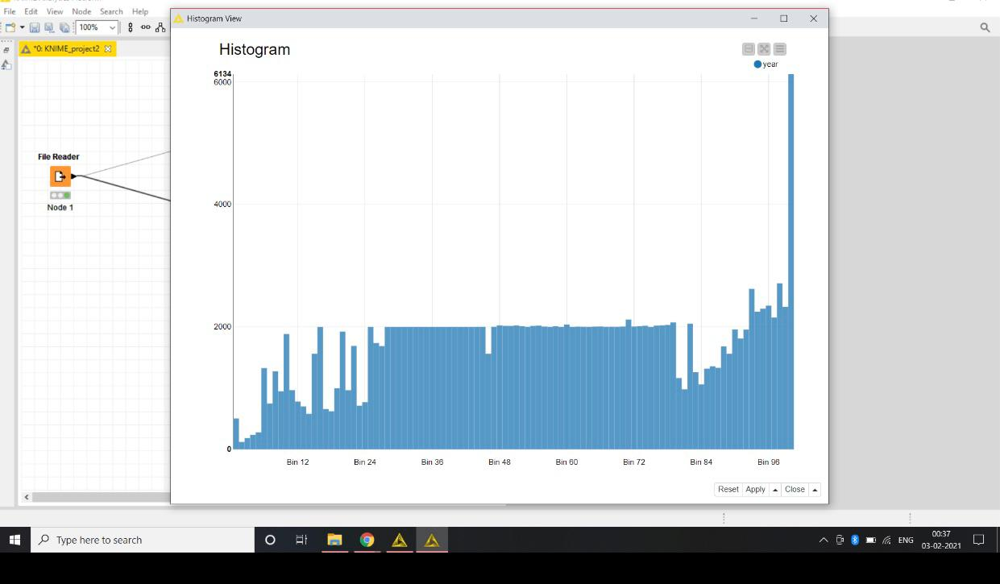 File Edit View Node Search Help
100%
*0: KNIME_project2
File Reader
Node 1
Histogram View
Histogram
year
6134
6000
4000
2000
0
Bin 12 Bin 24 Bin 36 Bin 48 Bin 60 Bin 72 Bin 84 Bin 96
Reset Apply Close
Type here to search
ENG
00:37
03-02-2021